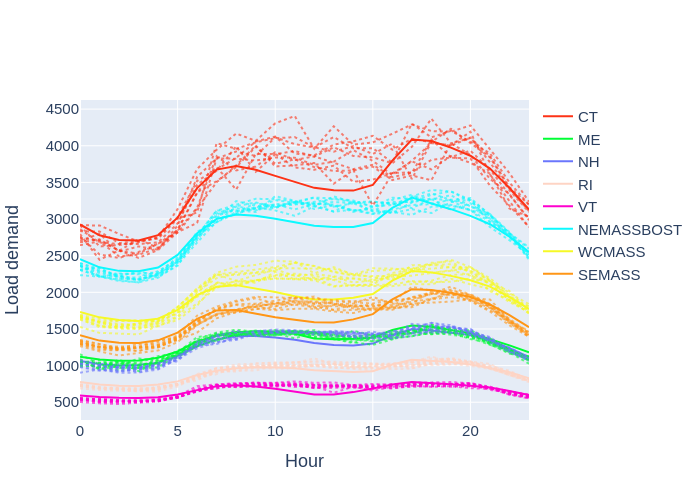 4500
4000
3500
3000
2500
2000
1500
1000
500
0
5
10
15
20
Hour
Load demand
CT
ME
NH
RI
VT
NEMASSBOST
WCMASS
SEMASS